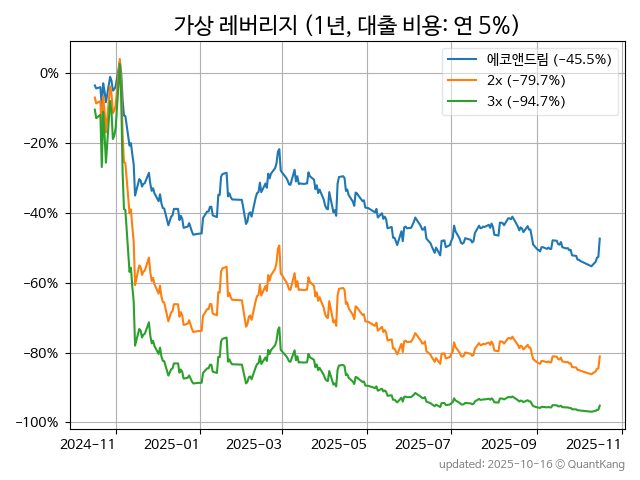 가상 레버리지 (1년, 대출 비용: 연 5%)
에코앤드림 (−45.5%)
2x (−79.7%)
3x (−94.7%)
0%
−20%
−40%
−60%
−80%
−100%
2024-11 2025-01 2025-03 2025-05 2025-07 2025-09 2025-11
updated: 2025-10-16 © QuantKang